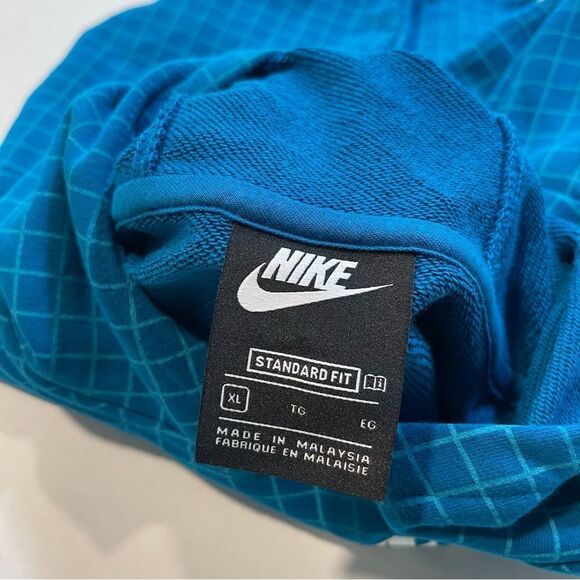 NIKE
STANDARD FIT
XL TG EG
MADE IN MALAYSIA
FABRIQUE EN MALAISIE